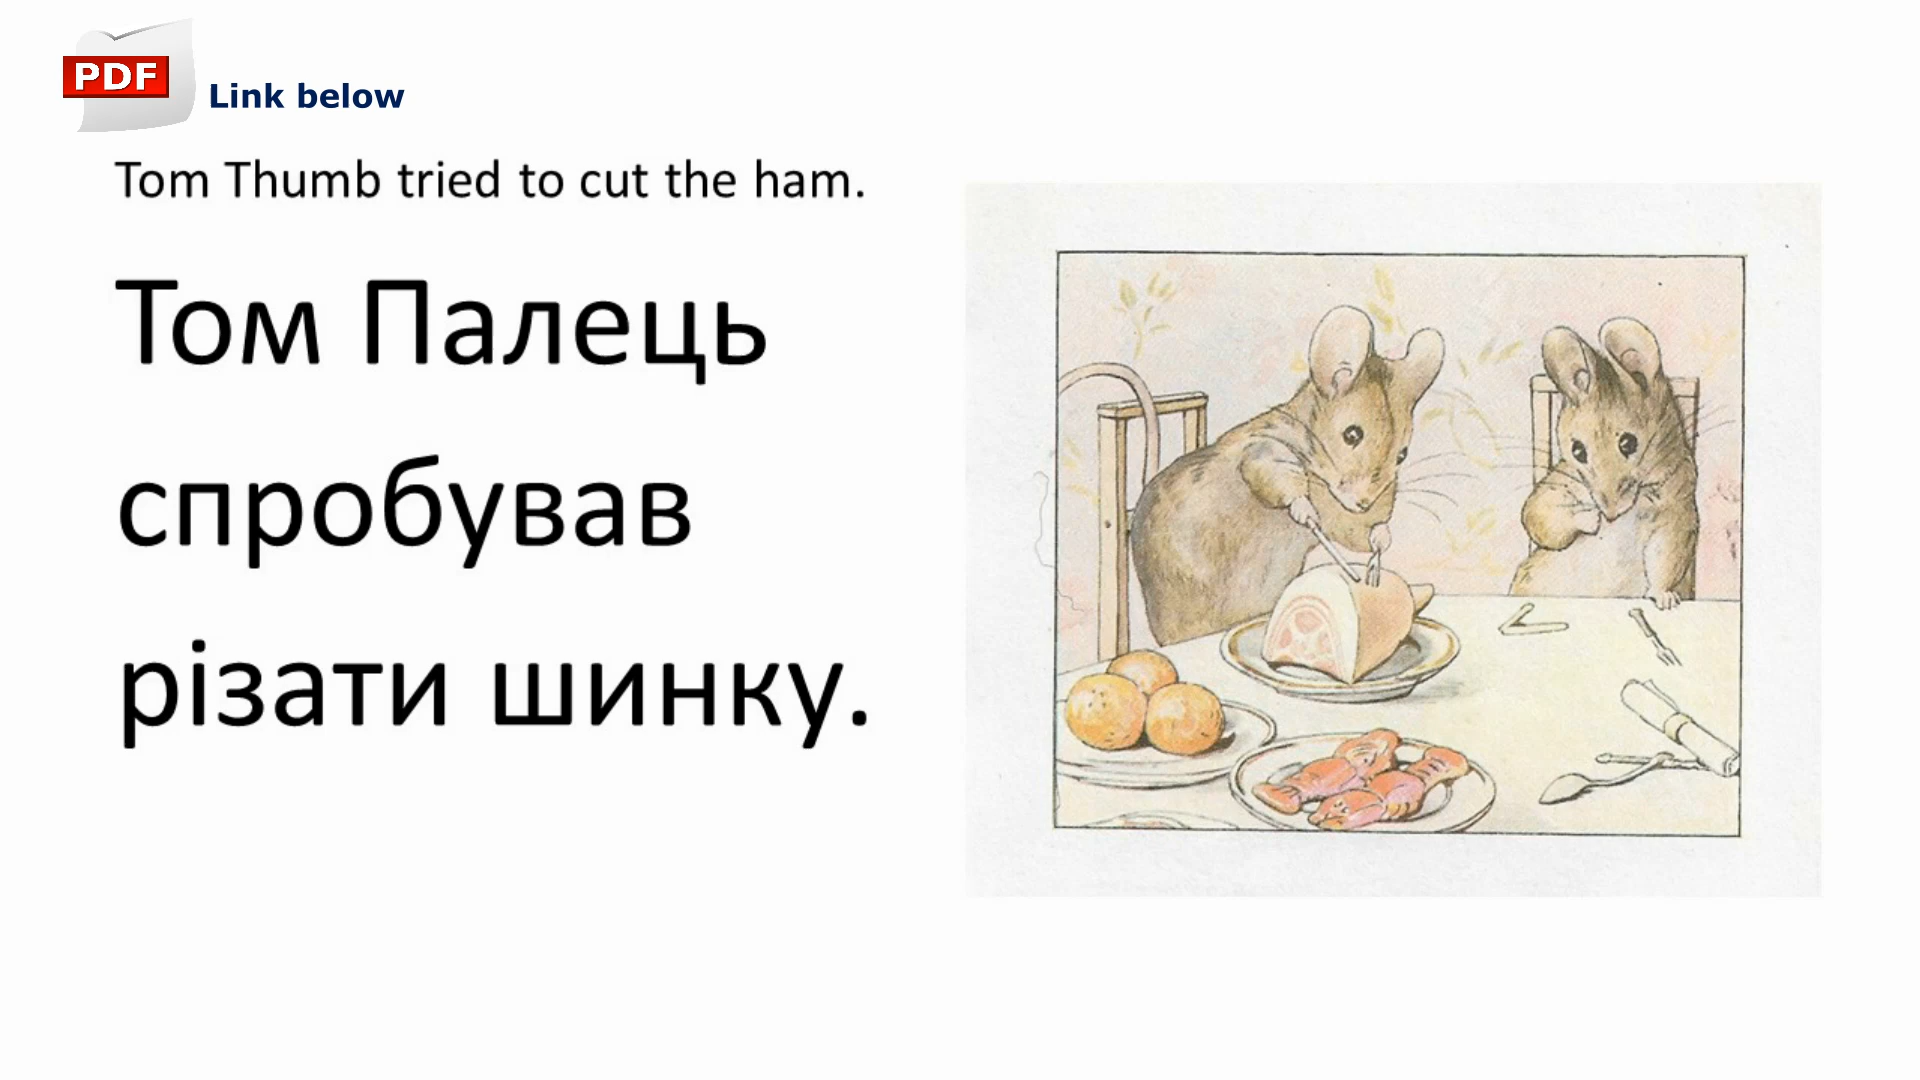 PDF
Link below
Tom Thumb tried to cut the ham.
Том Палець
спробував
різати шинку.